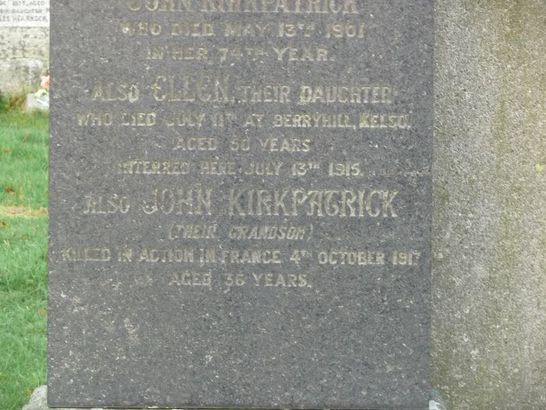 JOHN KIRKPATRICK
WHO DIED MAY 13TH 1901
IN HER 74TH YEAR.
ALSO ELLEN, THEIR DAUGHTER
WHO DIED JULY 11TH AT BERRYHILL, KELSO.
AGED 50 YEARS
INTERRED HERE JULY 13TH 1915.
ALSO JOHN KIRKPATRICK
(THEIR GRANDSON)
KILLED IN ACTION IN FRANCE 4TH OCTOBER 1917
AGED 36 YEARS.